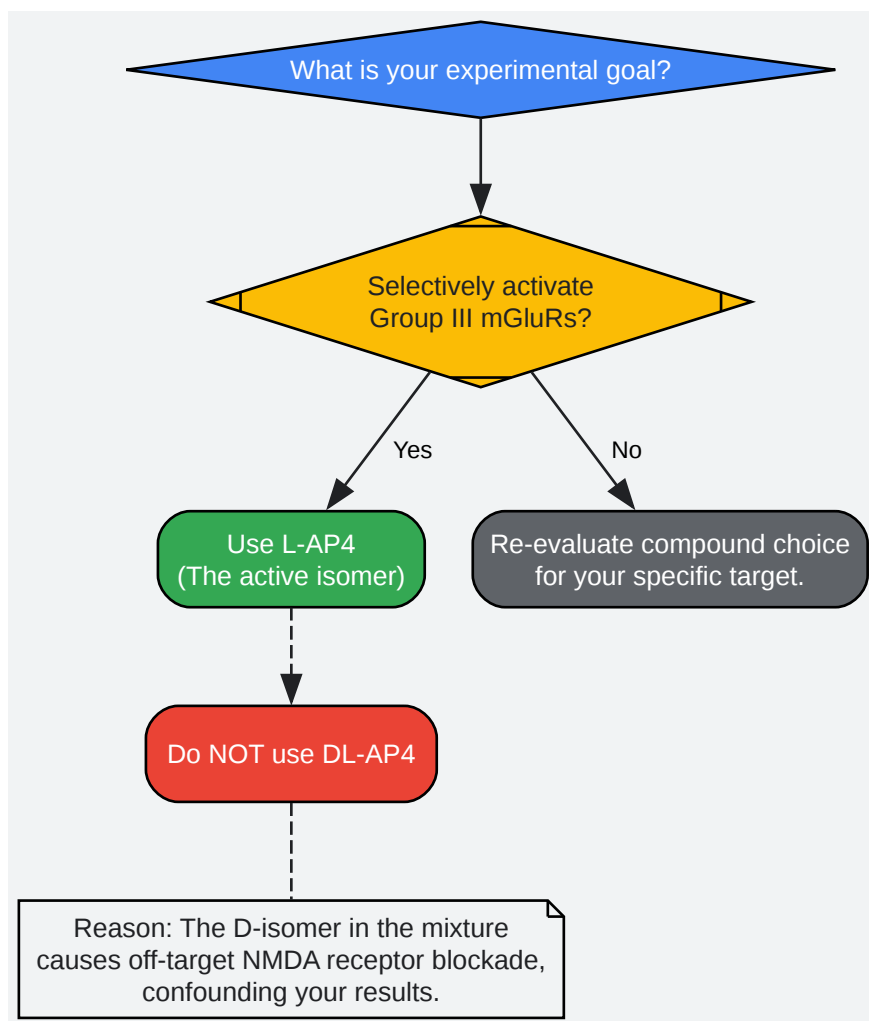 What is your experimental goal?
Selectively activate
Group III mGluRs?
Yes
No
Use L-AP4
(The active isomer)
Re-evaluate compound choice
for your specific target.
Do NOT use DL-AP4
Reason: The D-isomer in the mixture
causes off-target NMDA receptor blockade,
confounding your results.